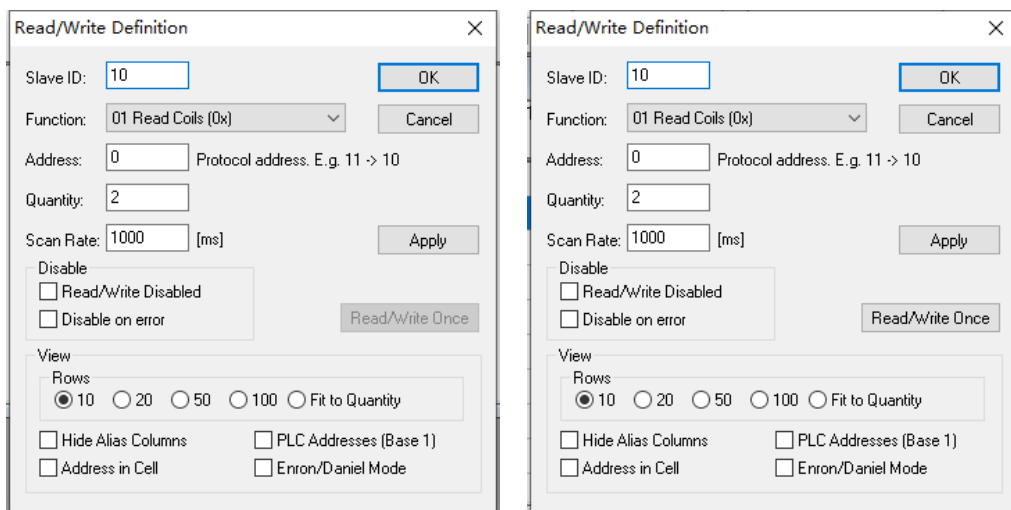 Read/Write Definition
Slave ID: 10 OK
Function: 01 Read Coils (0x) Cancel
Address: 0 Protocol address. E.g. 11 -> 10
Quantity: 2
Scan Rate: 1000 [ms] Apply
Disable
Read/Write Disabled
Disable on error Read/Write Once
View
Rows
10 20 50 100 Fit to Quantity
Hide Alias Columns PLC Addresses (Base 1)
Address in Cell Enron/Daniel Mode
Read/Write Definition
Slave ID: 10 OK
Function: 01 Read Coils (0x) Cancel
Address: 0 Protocol address. E.g. 11 -> 10
Quantity: 2
Scan Rate: 1000 [ms] Apply
Disable
Read/Write Disabled
Disable on error Read/Write Once
View
Rows
10 20 50 100 Fit to Quantity
Hide Alias Columns PLC Addresses (Base 1)
Address in Cell Enron/Daniel Mode